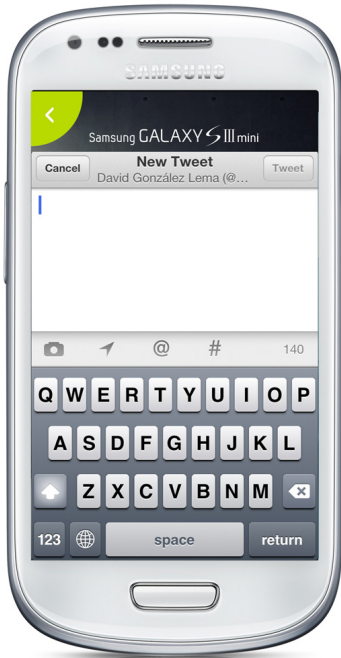 SAMSUNG
Samsung GALAXY S III mini
Cancel
New Tweet
Tweet
David González Lema (@...
@ # 140
Q W E R T Y U I O P
A S D F G H J K L
Z X C V B N M
123 space return